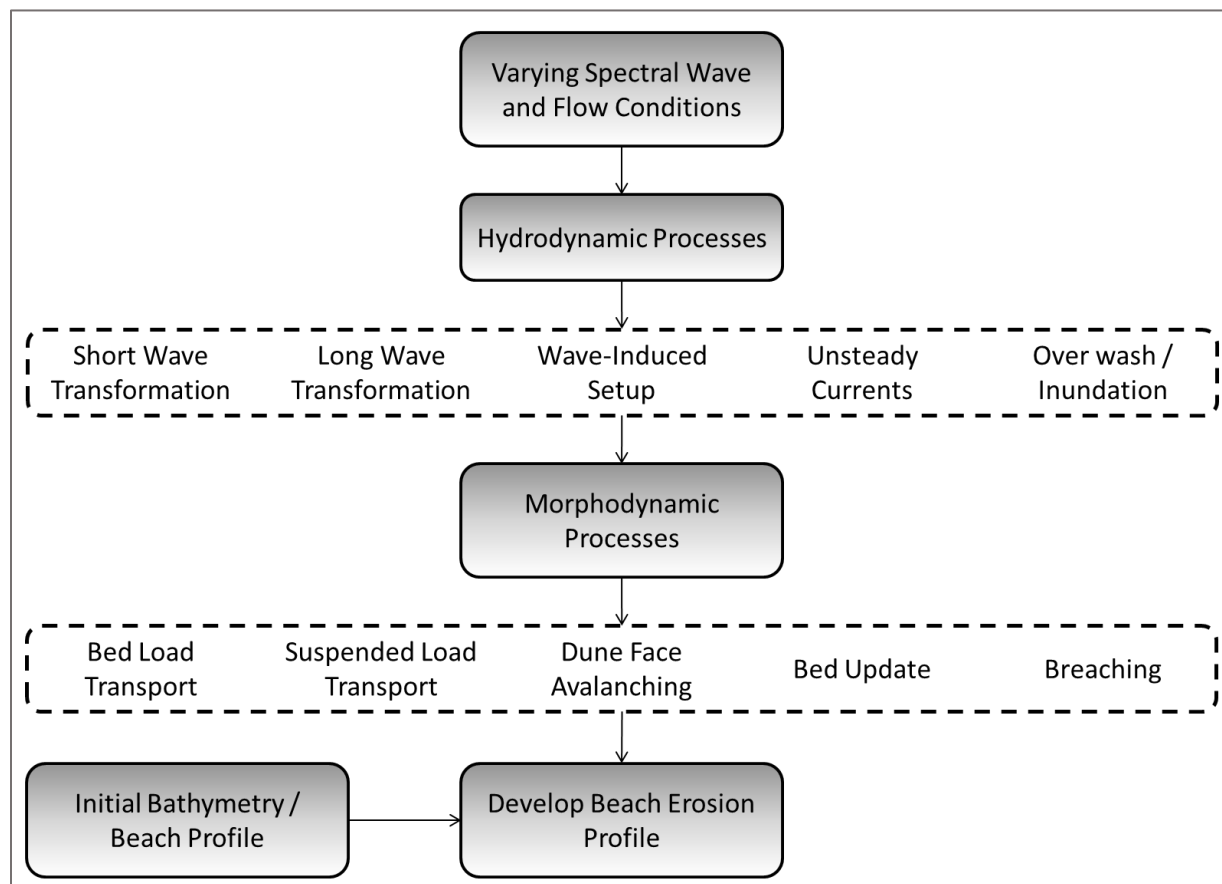 Varying Spectral Wave
and Flow Conditions
Hydrodynamic Processes
Short Wave
Transformation
Long Wave
Transformation
Wave-Induced
Setup
Unsteady
Currents
Over wash /
Inundation
Morphodynamic
Processes
Bed Load
Transport
Suspended Load
Transport
Dune Face
Avalanching
Bed Update
Breaching
Initial Bathymetry /
Beach Profile
Develop Beach Erosion
Profile